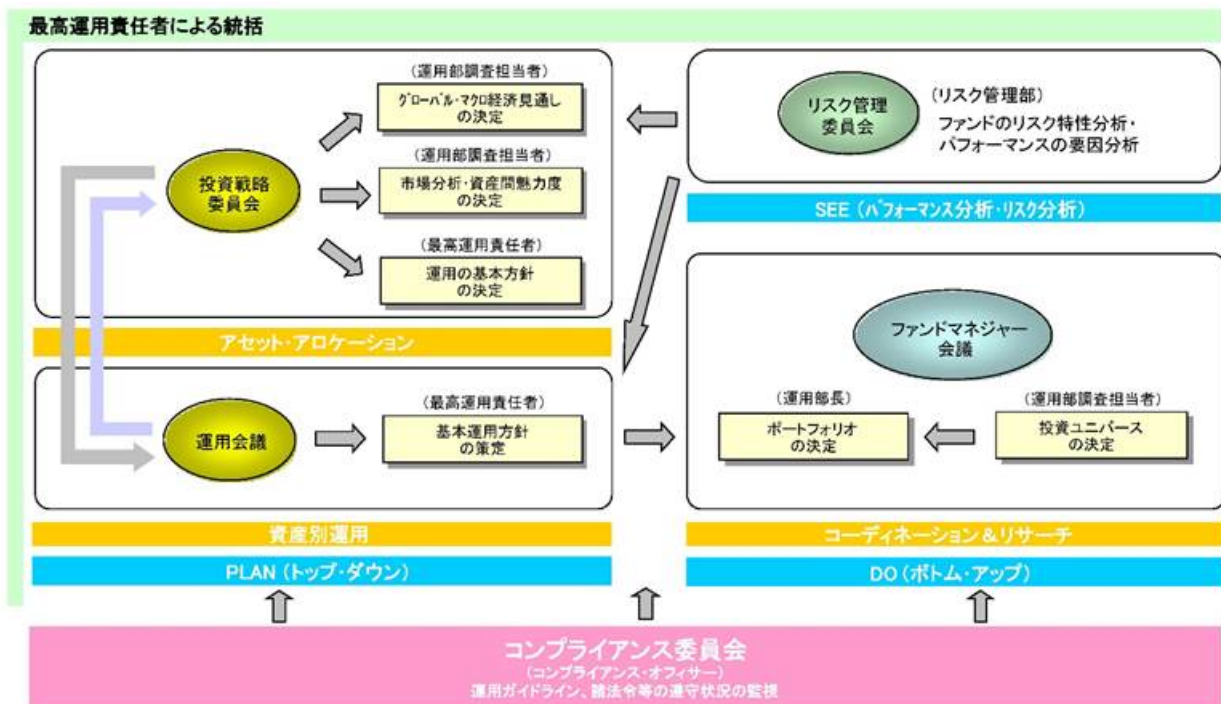 最高運用責任者による統括
(運用部調査担当者)
グローバル・マクロ経済見通し
の決定
投資戦略
委員会
(運用部調査担当者)
市場分析・資産間魅力度
の決定
(最高運用責任者)
運用の基本方針
の決定
アセット・アロケーション
運用会議
(最高運用責任者)
基本運用方針
の策定
資産別運用
PLAN (トップ・ダウン)
リスク管理
委員会
(リスク管理部)
ファンドのリスク特性分析・
パフォーマンスの要因分析
SEE (パフォーマンス分析・リスク分析)
ファンドマネジャー
会議
(運用部長)
ポートフォリオ
の決定
(運用部調査担当者)
投資ユニバース
の決定
コーディネーション&リサーチ
DO (ボトム・アップ)
コンプライアンス委員会
(コンプライアンス・オフィサー)
運用ガイドライン、諸法令等の遵守状況の監視